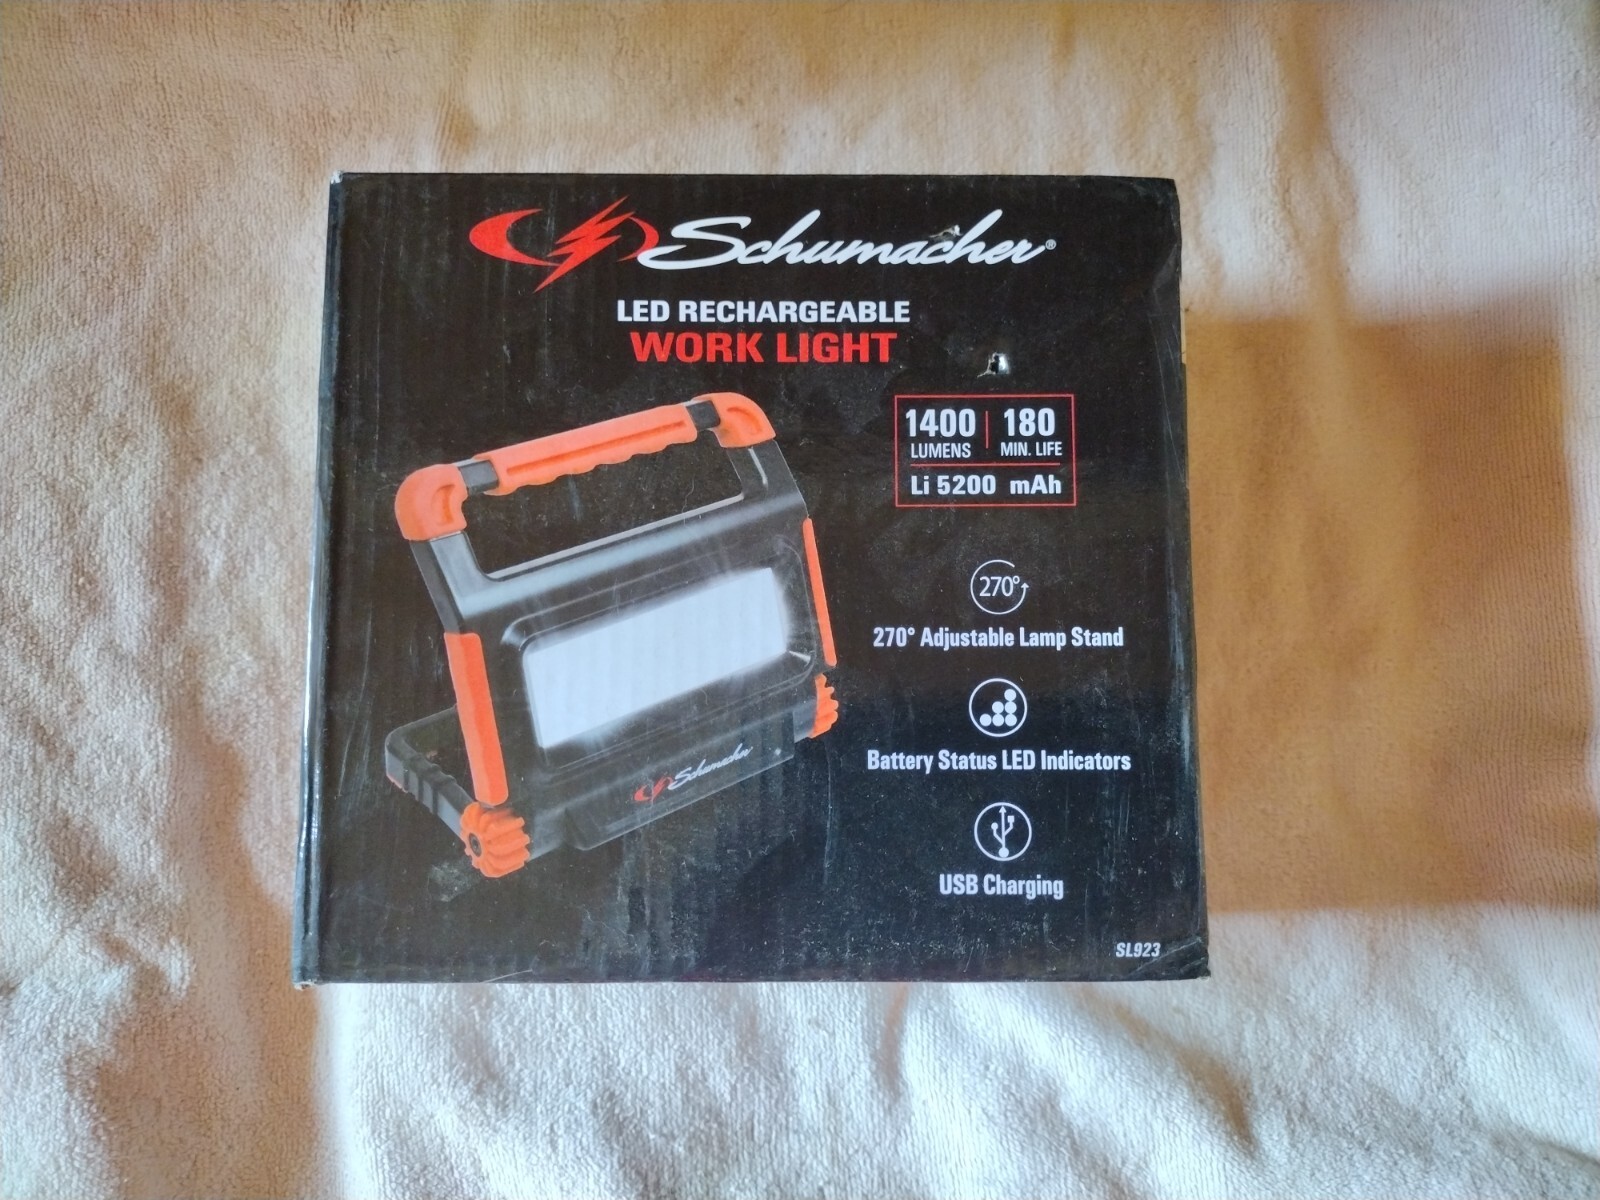 Schumacher®
LED RECHARGEABLE
WORK LIGHT
1400 LUMENS
180 MIN. LIFE
Li 5200 mAh
270°
270° Adjustable Lamp Stand
Battery Status LED Indicators
USB Charging
Schumacher
SL923